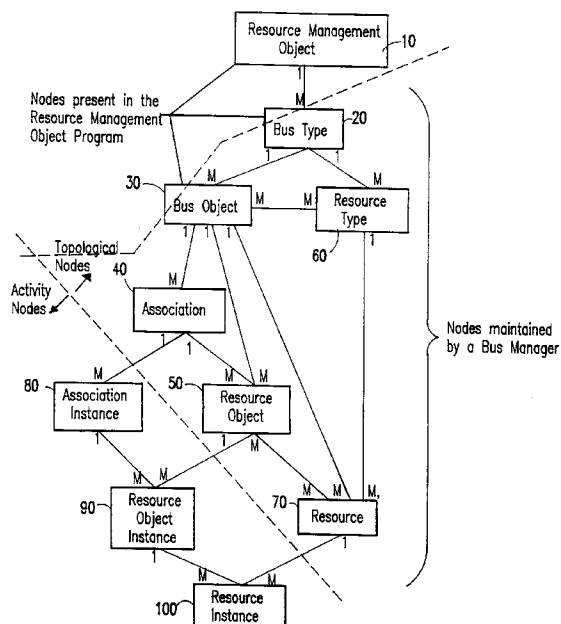 Resource Management
Object
10
1
M
Nodes present in the
Resource Management
Object Program
20
Bus Type
1
1
M
M
30
Bus Object
M
M
Resource
Type
1
1
1
60
1
Topological
Nodes
40
Activity
Nodes
M
Association
1
1
Nodes maintained
by a Bus Manager
M
M
M
80
Association
Instance
50
Resource
Object
1
1
M
M
M
M
M
M,
90
Resource
Object
Instance
70
Resource
1
1
M
M
100
Resource
Instance